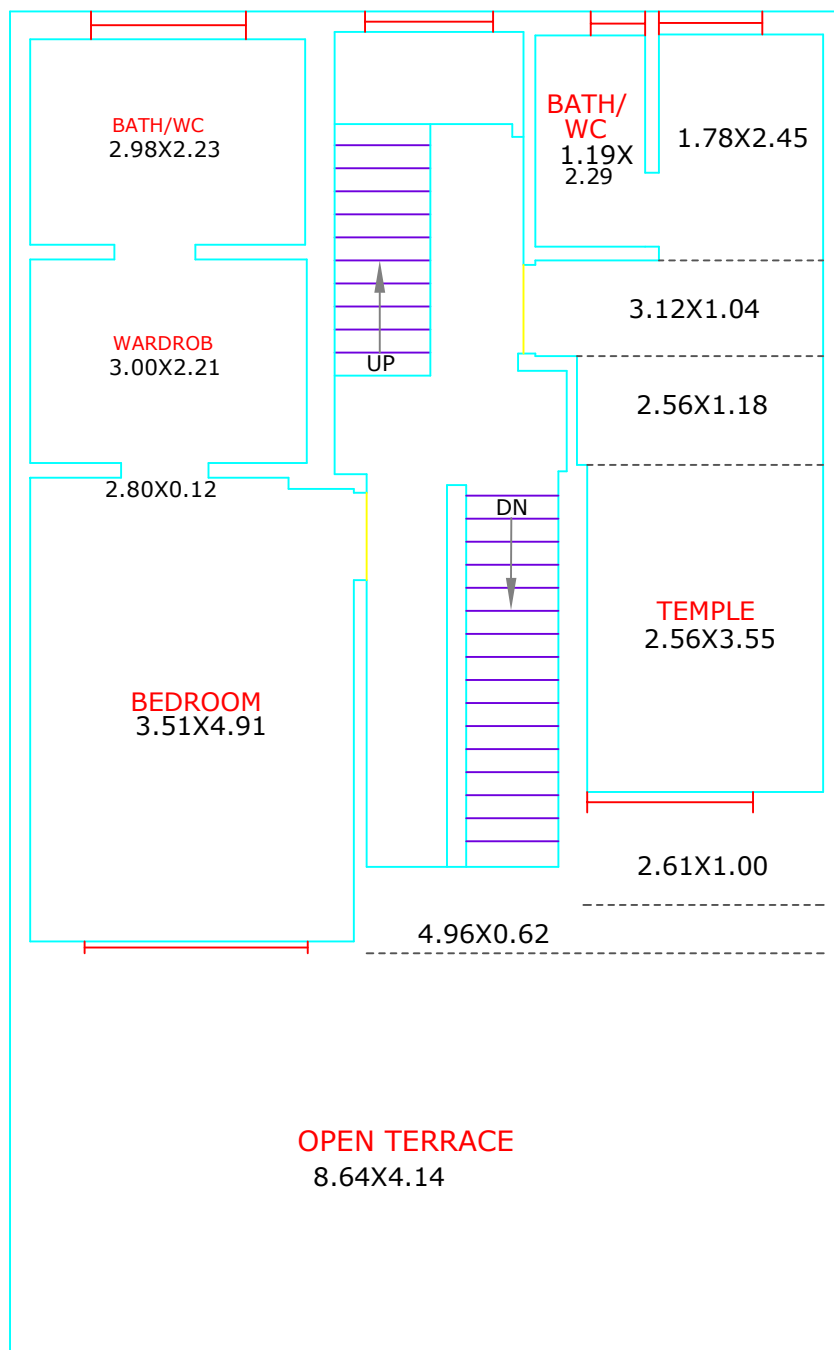 BATH/WC
2.98X2.23
BATH/
WC
1.19X
2.29
1.78X2.45
3.12X1.04
WARDROB
3.00X2.21
UP
2.56X1.18
2.80X0.12
DN
TEMPLE
2.56X3.55
BEDROOM
3.51X4.91
2.61X1.00
4.96X0.62
OPEN TERRACE
8.64X4.14